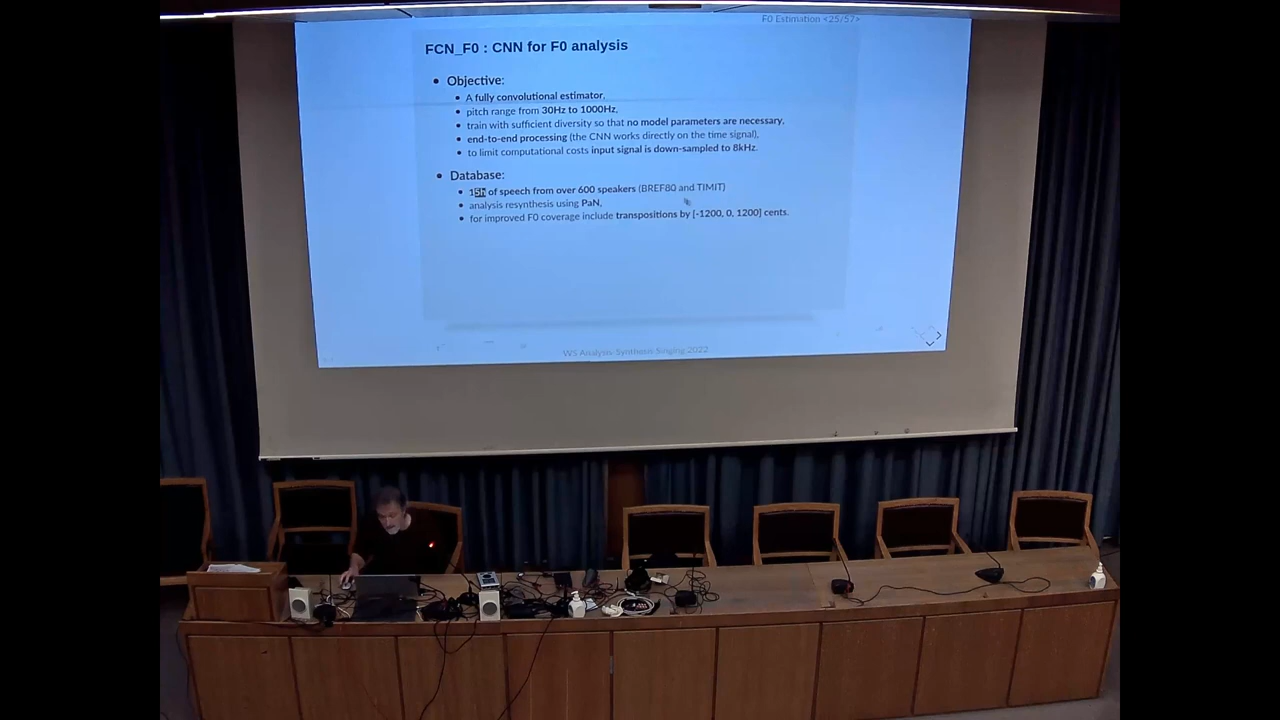 F0 Estimation <25/57>
FCN_F0 : CNN for F0 analysis
• Objective:
• A fully convolutional estimator,
• pitch range from 30Hz to 1000Hz,
• train with sufficient diversity so that no model parameters are necessary,
• end-to-end processing (the CNN works directly on the time signal),
• to limit computational costs input signal is down-sampled to 8kHz.
• Database:
• 15h of speech from over 600 speakers (BREF80 and TIMIT)
• analysis resynthesis using PaN,
• for improved F0 coverage include transpositions by [-1200, 0, 1200] cents.
WS Analysis-Synthesis Singing 2022